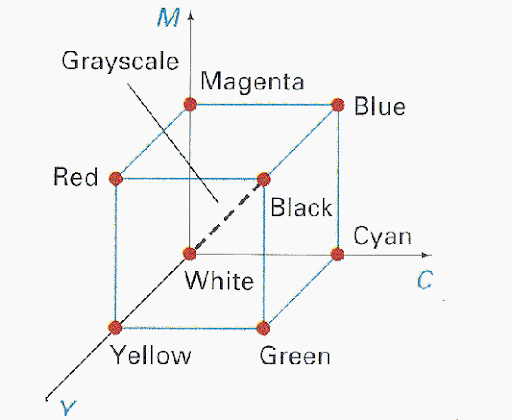 M
Grayscale
Magenta
Blue
Red
Black
Cyan
White
C
Yellow
Green
Y